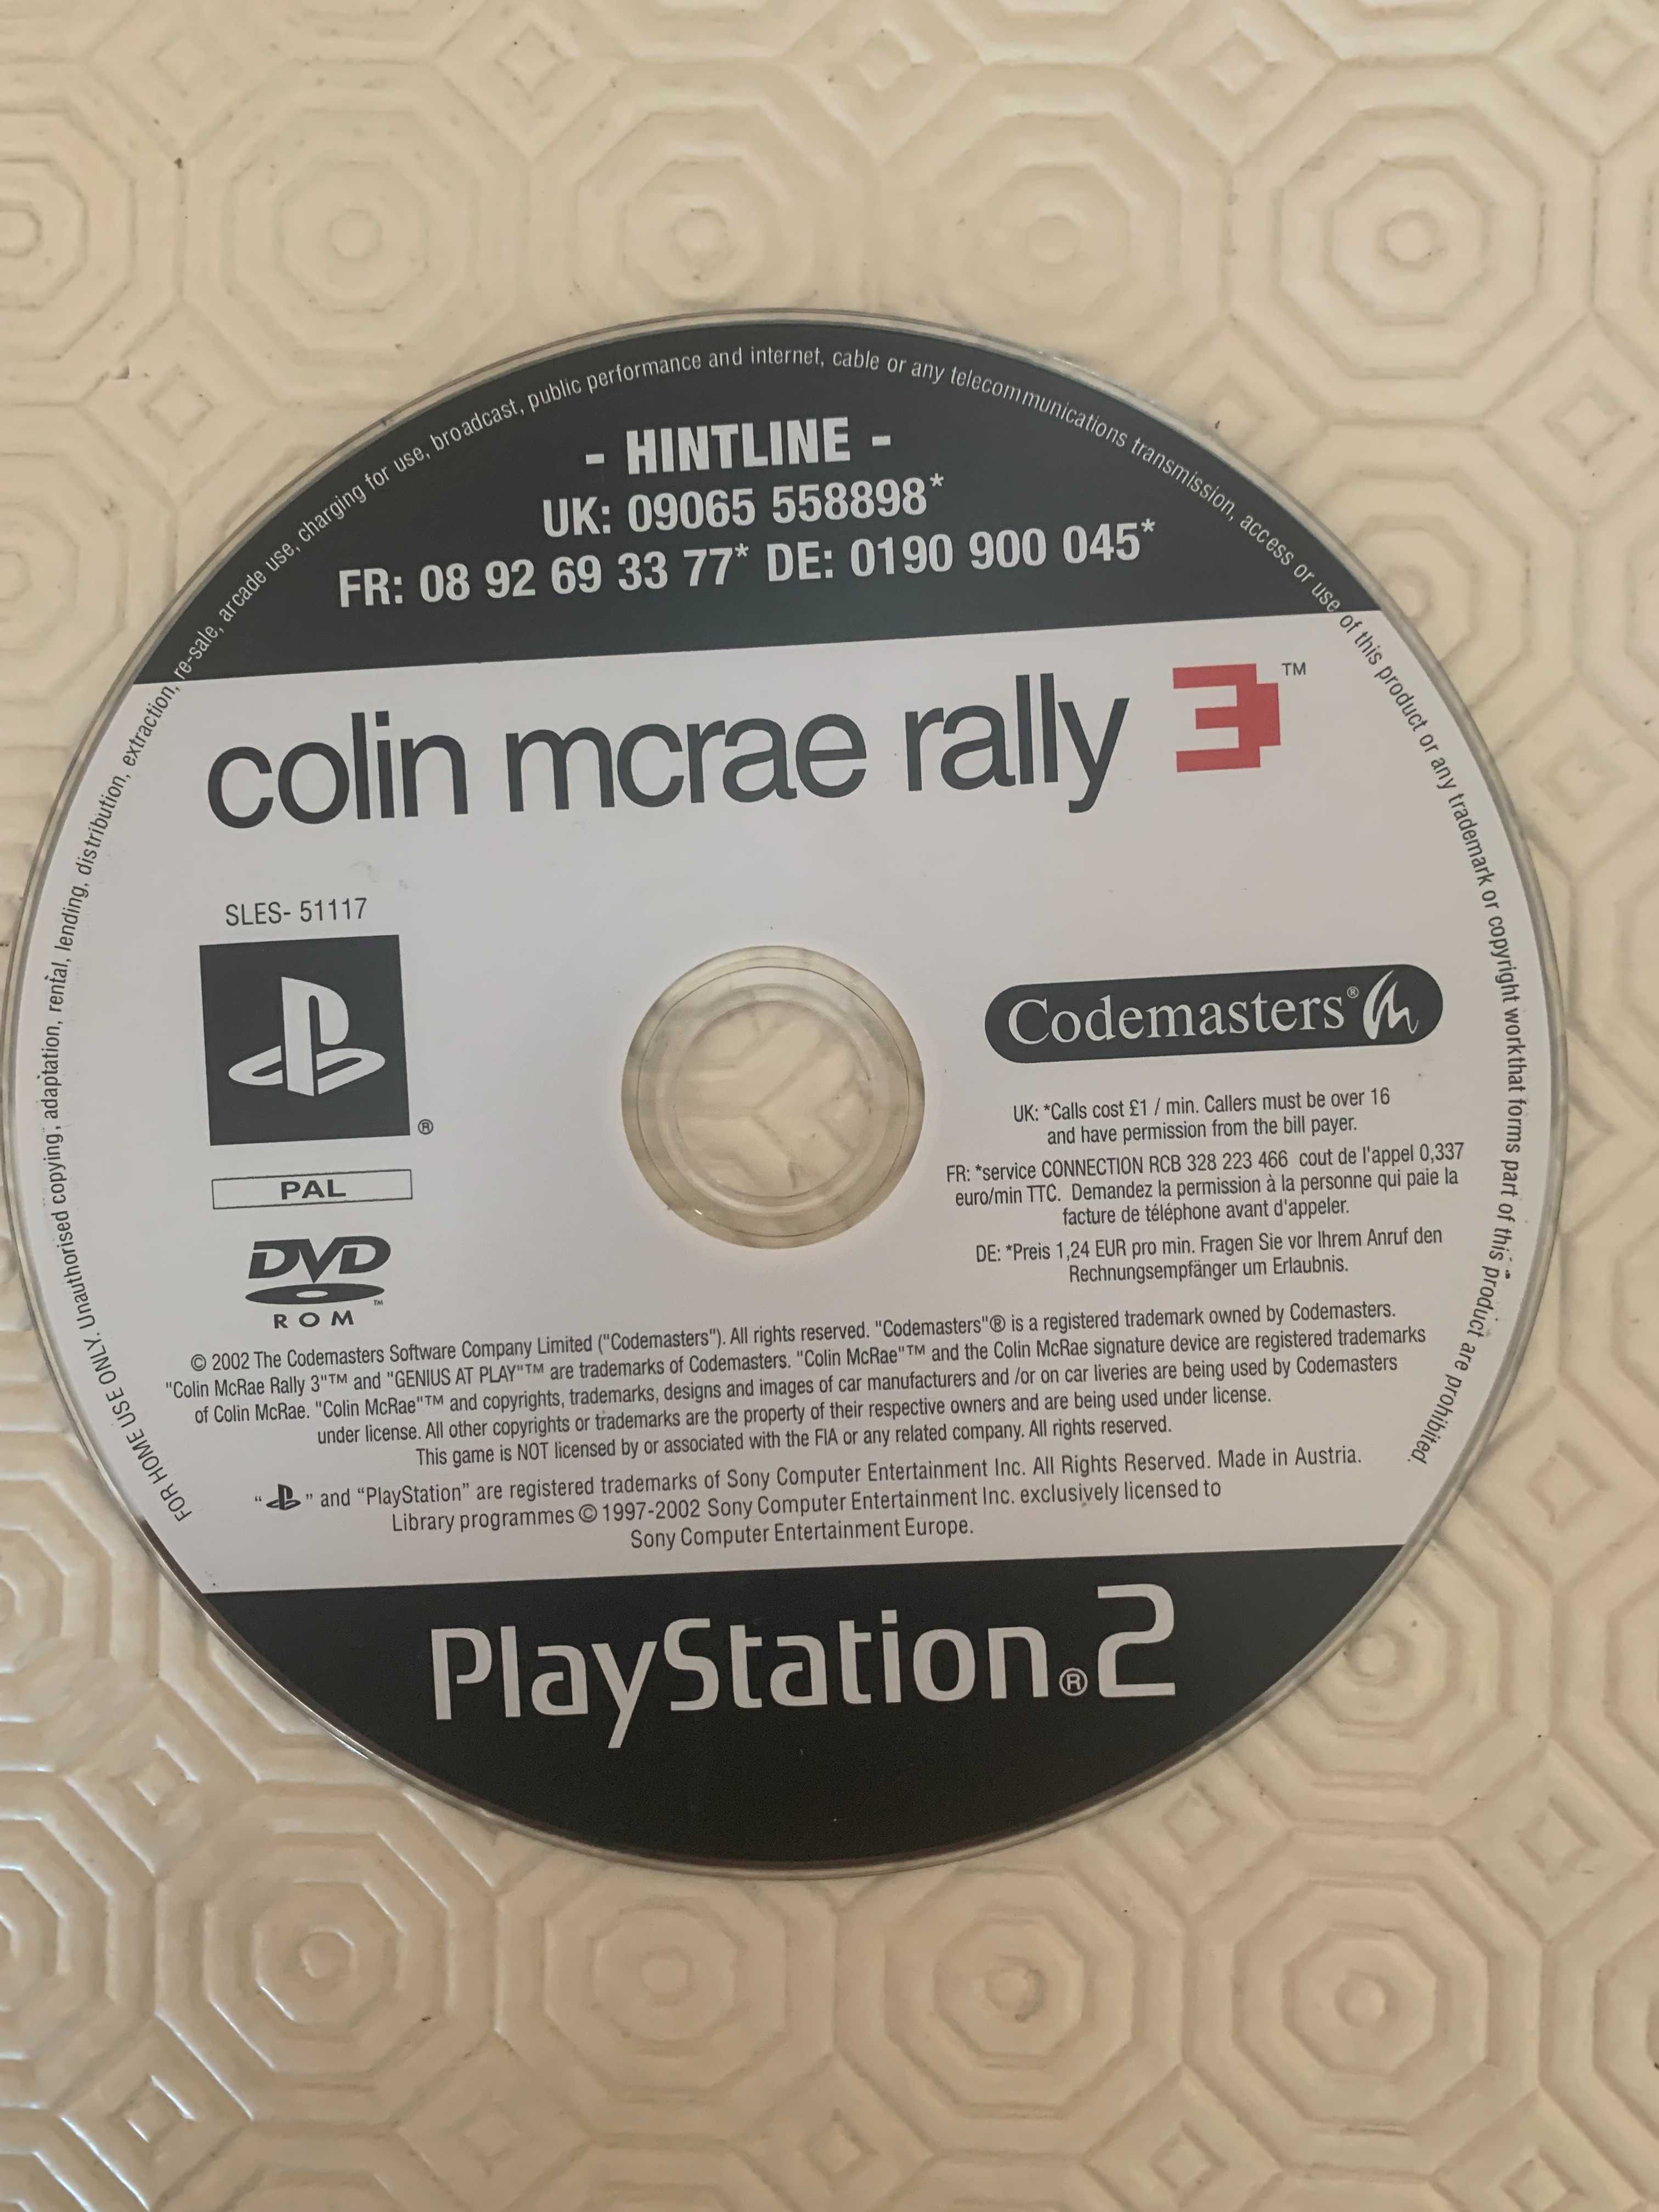 FOR HOME USE ONLY. Unauthorised copying, adaptation, rental, lending, distribution, extraction, re-sale, arcade use, charging for use, broadcast, public performance and internet, cable or any telecommunications transmission, access or use of this product or any trademark or copyright workthat forms part of this product are prohibited.
- HINTLINE -
UK: 09065 558898*
FR: 08 92 69 33 77* DE: 0190 900 045*
colin mcrae rally 3™
SLES- 51117
®
PAL
DVD
ROM™
Codemasters®
UK: *Calls cost £1 / min. Callers must be over 16
and have permission from the bill payer.
FR: *service CONNECTION RCB 328 223 466 cout de l'appel 0,337
euro/min TTC. Demandez la permission à la personne qui paie la
facture de téléphone avant d'appeler.
DE: *Preis 1,24 EUR pro min. Fragen Sie vor Ihrem Anruf den
Rechnungsempfänger um Erlaubnis.
© 2002 The Codemasters Software Company Limited ("Codemasters"). All rights reserved. "Codemasters"® is a registered trademark owned by Codemasters.
"Colin McRae Rally 3"™ and "GENIUS AT PLAY"™ are trademarks of Codemasters. "Colin McRae"™ and the Colin McRae signature device are registered trademarks
of Colin McRae. "Colin McRae"™ and copyrights, trademarks, designs and images of car manufacturers and /or on car liveries are being used by Codemasters
under license. All other copyrights or trademarks are the property of their respective owners and are being used under license.
This game is NOT licensed by or associated with the FIA or any related company. All rights reserved.
“ ” and “PlayStation” are registered trademarks of Sony Computer Entertainment Inc. All Rights Reserved. Made in Austria.
Library programmes © 1997-2002 Sony Computer Entertainment Inc. exclusively licensed to
Sony Computer Entertainment Europe.
PlayStation®2